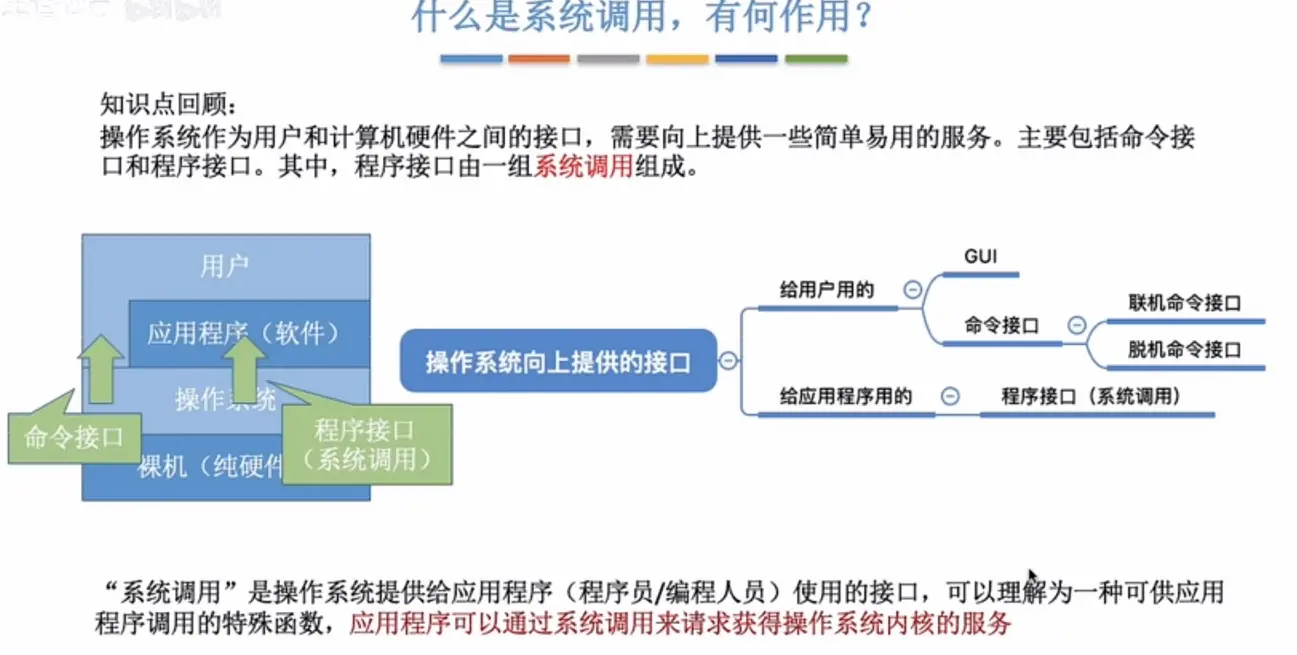 什么是系统调用，有何作用？
知识点回顾：
操作系统作为用户和计算机硬件之间的接口，需要向上提供一些简单易用的服务。主要包括命令接
口和程序接口。其中，程序接口由一组系统调用组成。
用户
应用程序（软件）
操作系统
命令接口
程序接口
（系统调用）
裸机（纯硬件
操作系统向上提供的接口
给用户用的
GUI
命令接口
联机命令接口
脱机命令接口
给应用程序用的
程序接口（系统调用）
“系统调用”是操作系统提供给应用程序（程序员/编程人员）使用的接口，可以理解为一种可供应用
程序调用的特殊函数，应用程序可以通过系统调用来请求获得操作系统内核的服务